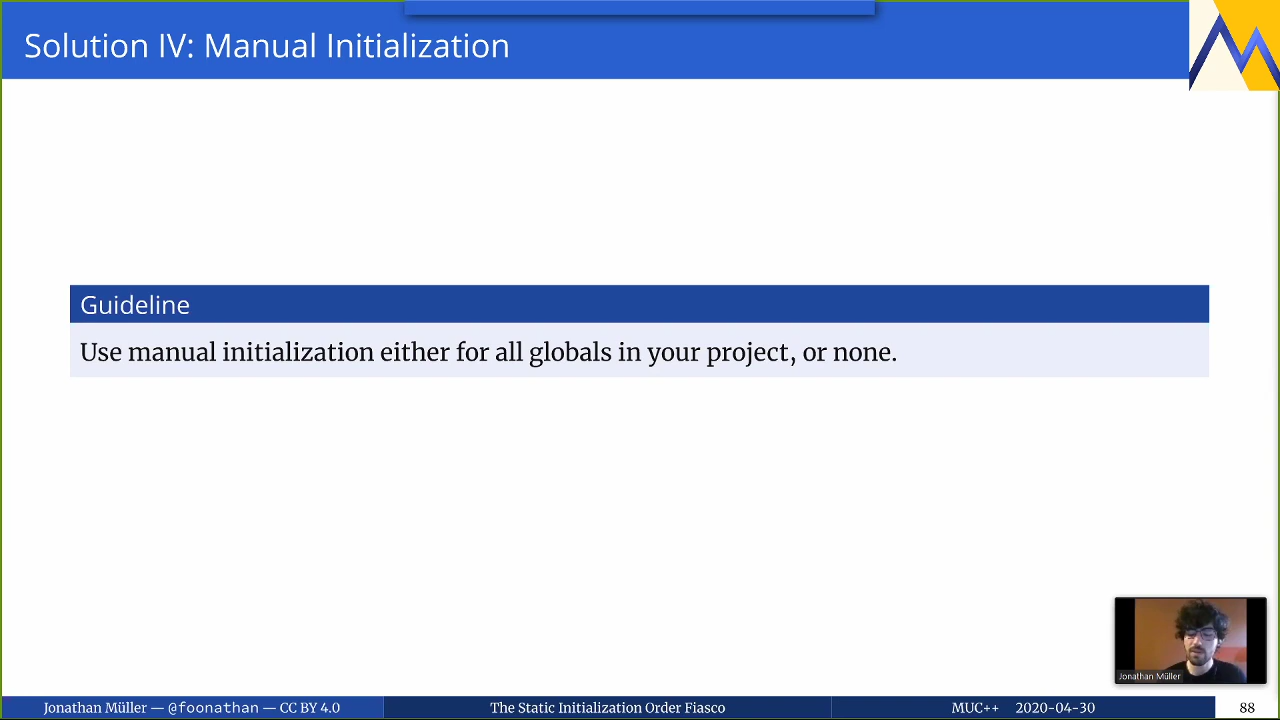 Solution IV: Manual Initialization
Guideline
Use manual initialization either for all globals in your project, or none.
Jonathan Müller
Jonathan Müller — @foonathan — CC BY 4.0
The Static Initialization Order Fiasco
MUC++ 2020-04-30
88